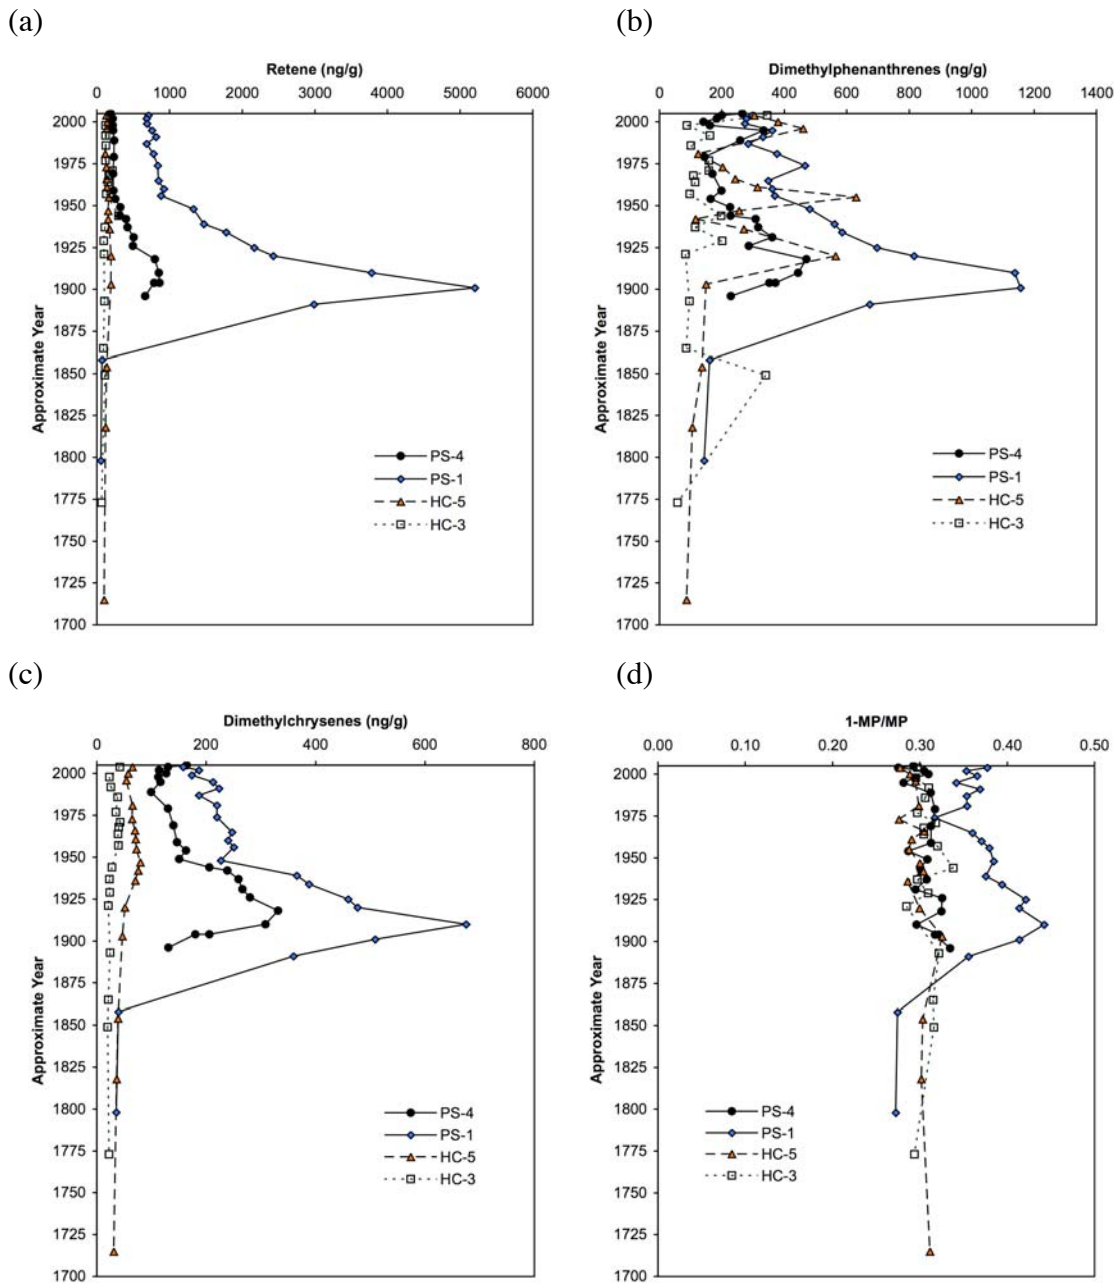 (a)
Retene (ng/g)
0 1000 2000 3000 4000 5000 6000
2000
1975
1950
1925
1900
1875
1850
1825
1800
1775
1750
1725
1700
Approximate Year
PS-4
PS-1
HC-5
HC-3
(b)
Dimethylphenanthrenes (ng/g)
0 200 400 600 800 1000 1200 1400
2000
1975
1950
1925
1900
1875
1850
1825
1800
1775
1750
1725
1700
Approximate Year
PS-4
PS-1
HC-5
HC-3
(c)
Dimethylchrysenes (ng/g)
0 200 400 600 800
2000
1975
1950
1925
1900
1875
1850
1825
1800
1775
1750
1725
1700
Approximate Year
PS-4
PS-1
HC-5
HC-3
(d)
1-MP/MP
0.00 0.10 0.20 0.30 0.40 0.50
2000
1975
1950
1925
1900
1875
1850
1825
1800
1775
1750
1725
1700
Approximate Year
PS-4
PS-1
HC-5
HC-3